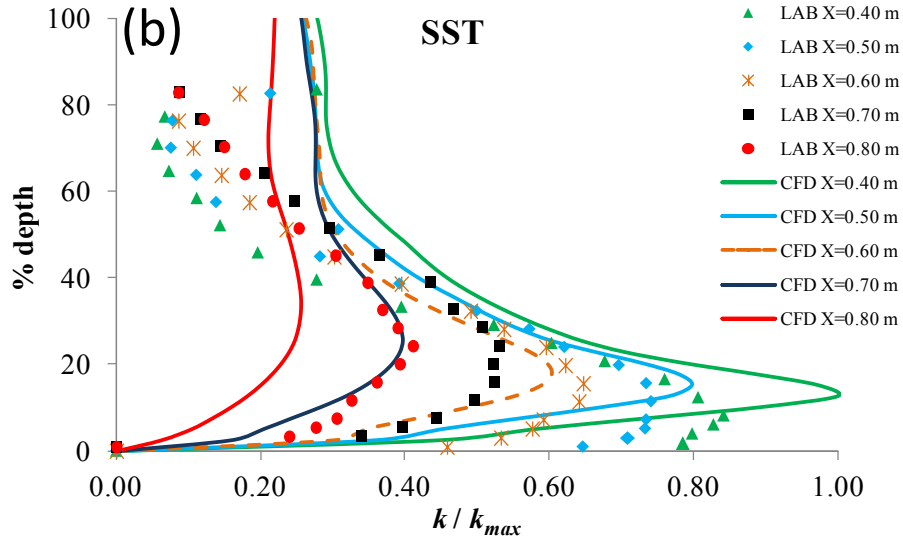 (b)
SST
LAB X=0.40 m
LAB X=0.50 m
LAB X=0.60 m
LAB X=0.70 m
LAB X=0.80 m
CFD X=0.40 m
CFD X=0.50 m
CFD X=0.60 m
CFD X=0.70 m
CFD X=0.80 m
% depth
100
80
60
40
20
0
0.00 0.20 0.40 0.60 0.80 1.00
k / kmax